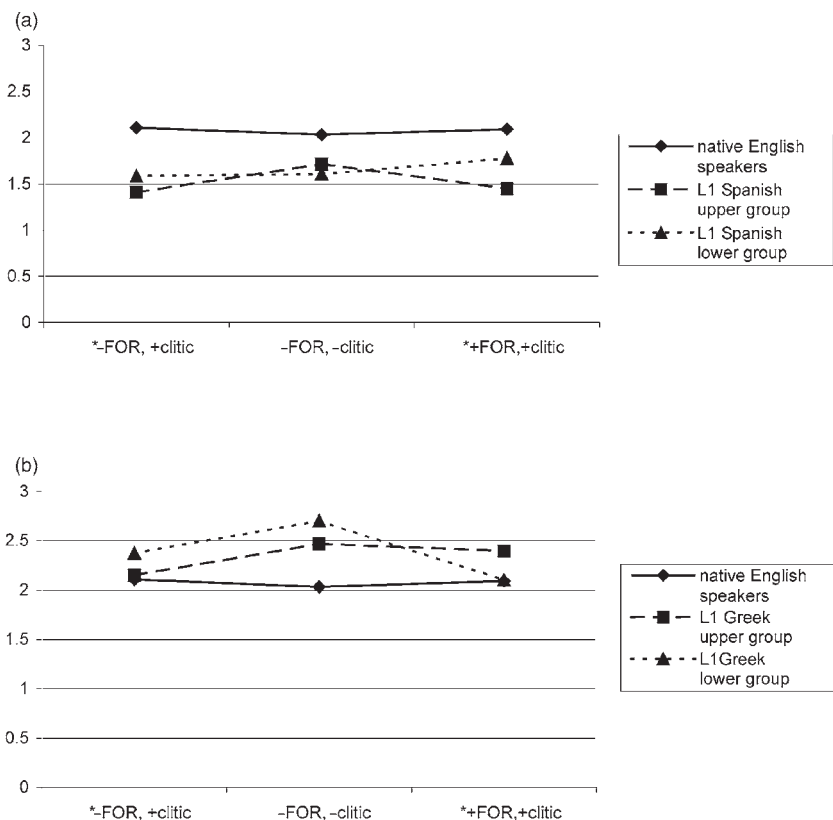 (a)
3
2.5
2
1.5
1
0.5
0
*–FOR, +clitic –FOR, –clitic *+FOR,+clitic
native English
speakers
L1 Spanish
upper group
L1 Spanish
lower group
(b)
3
2.5
2
1.5
1
0.5
0
*–FOR, +clitic –FOR, –clitic *+FOR,+clitic
native English
speakers
L1 Greek
upper group
L1Greek
lower group